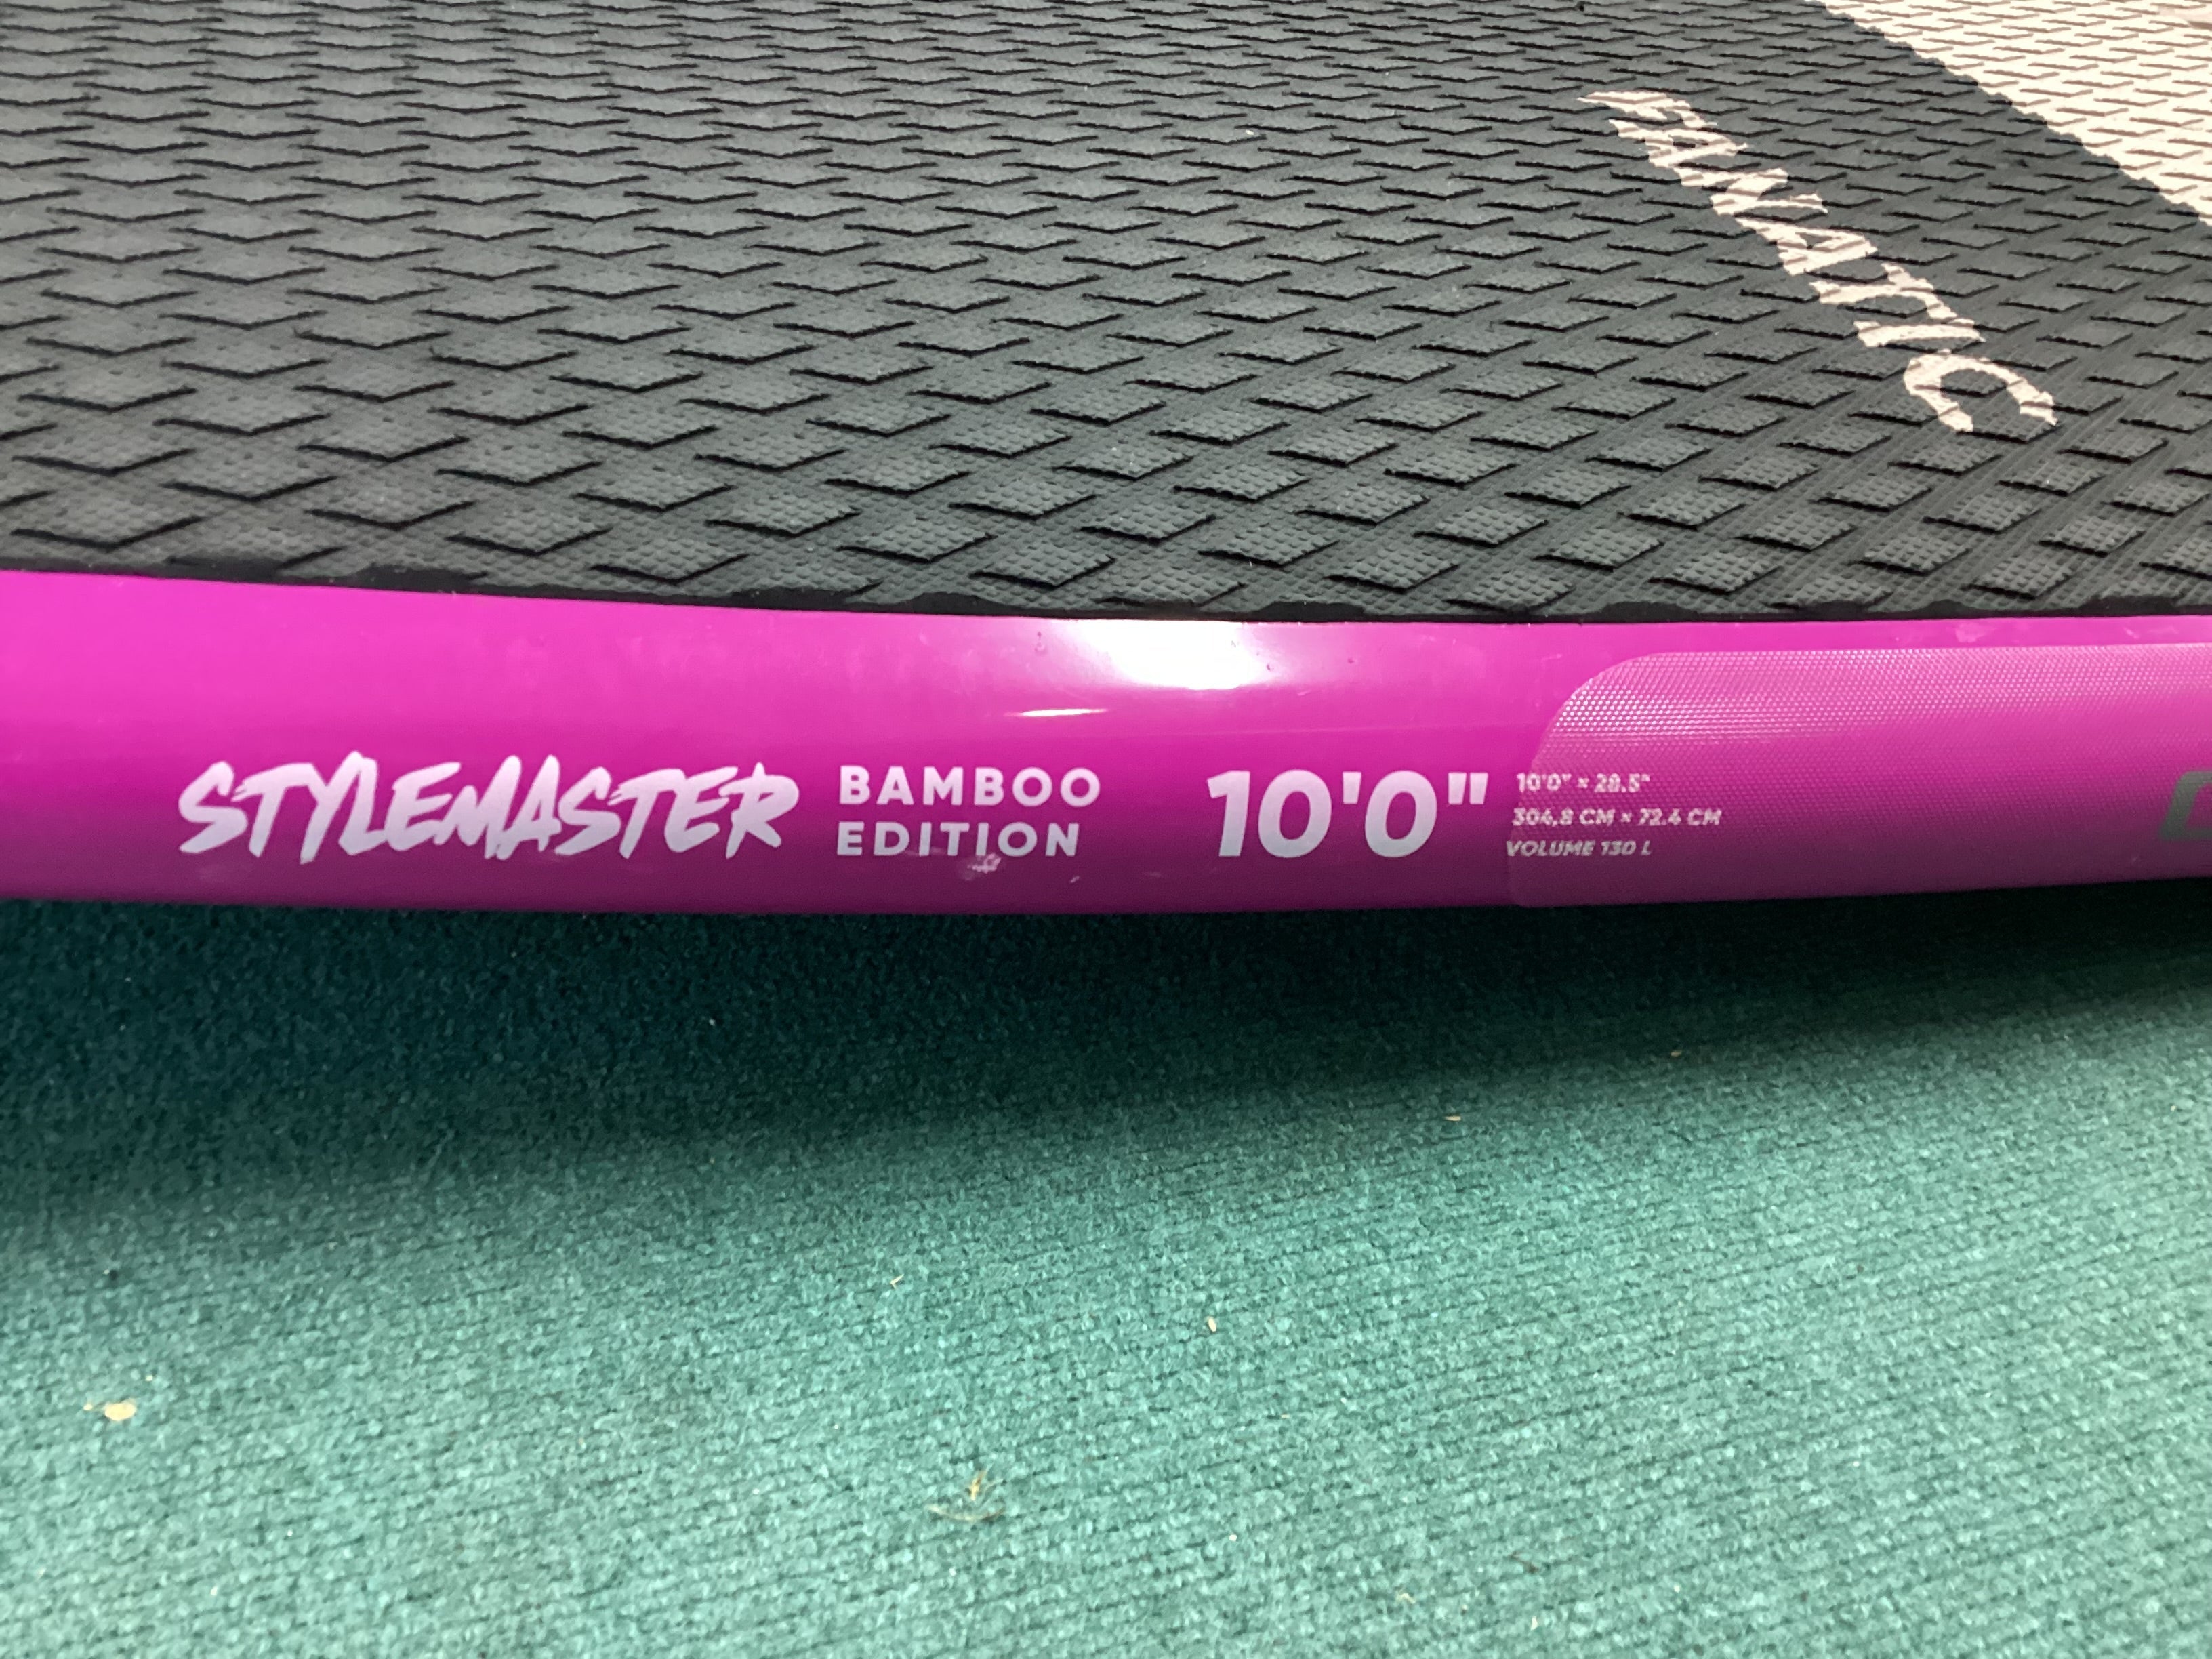 FANATIC
STYLEMASTER
BAMBOO
EDITION
10'0"
10'0" × 28.5"
304,8 CM × 72.4 CM
VOLUME 130 L